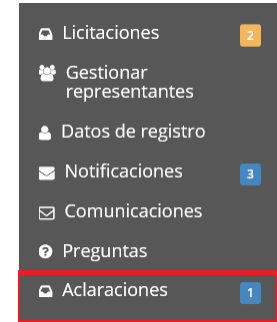 Licitaciones 2
Gestionar
representantes
Datos de registro
Notificaciones 3
Comunicaciones
Preguntas
Aclaraciones 1